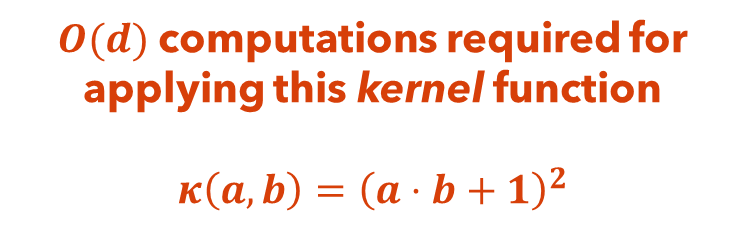 O(d) computations required for
applying this kernel function
κ(a, b) = (a · b + 1)²